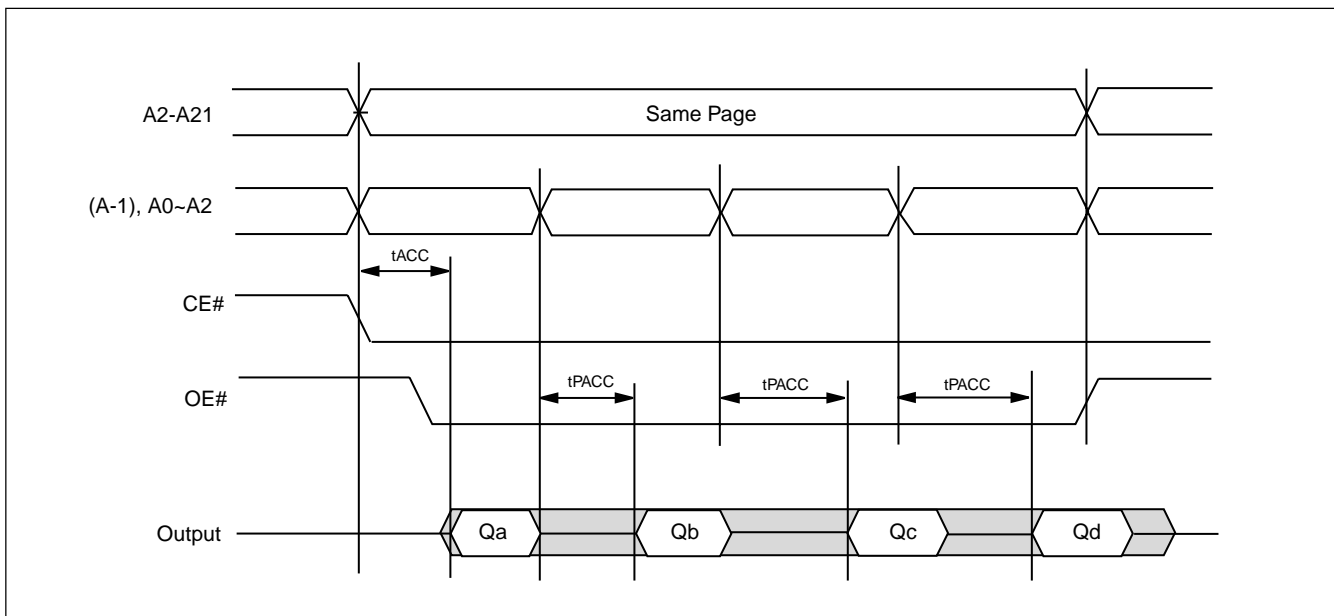 A2-A21
Same Page
(A-1), A0~A2
tACC
CE#
tPACC
tPACC
tPACC
OE#
Output
Qa
Qb
Qc
Qd